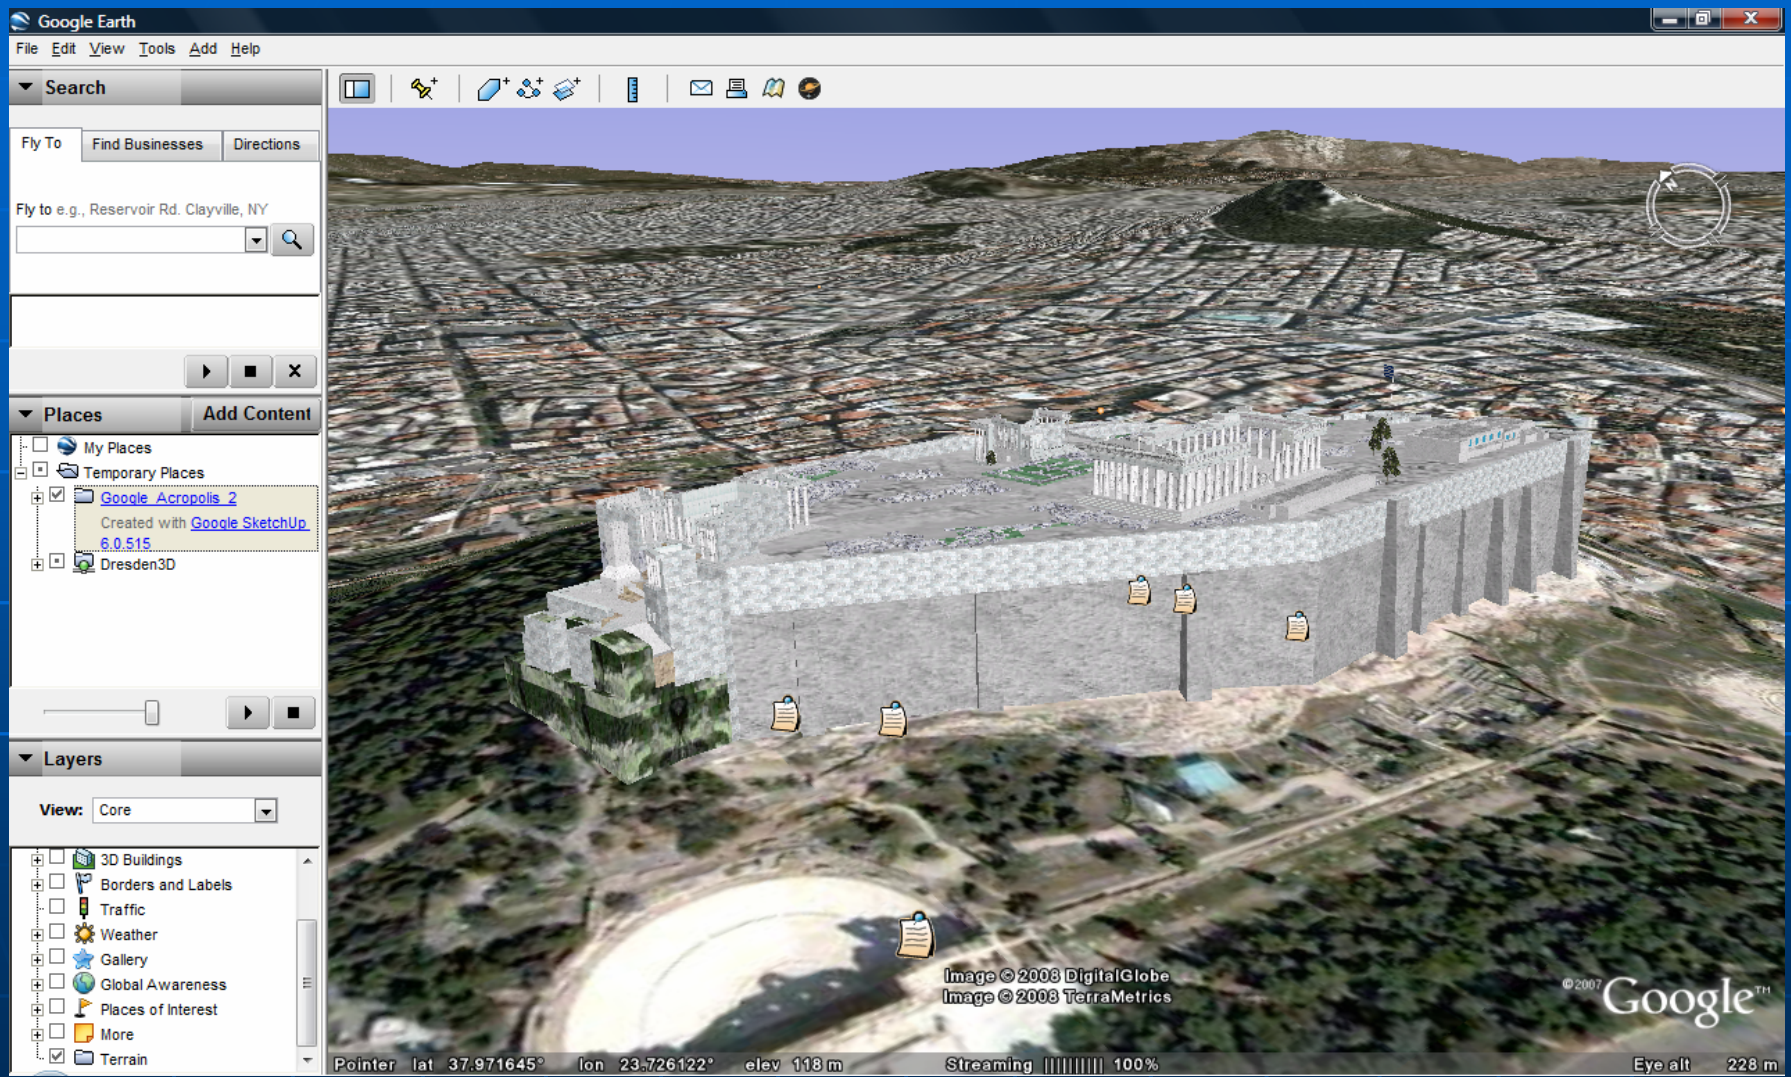 Google Earth
File Edit View Tools Add Help
Search
Fly To Find Businesses Directions
Fly to e.g., Reservoir Rd. Clayville, NY
Places Add Content
My Places
Temporary Places
Google_Acropolis_2
Created with Google SketchUp
6.0.515
Dresden3D
Layers
View: Core
3D Buildings
Borders and Labels
Traffic
Weather
Gallery
Global Awareness
Places of Interest
More
Terrain
N
Image © 2008 DigitalGlobe
Image © 2008 TerraMetrics
©2007 Google™
Pointer lat 37.971645° lon 23.726122° elev 118 m Streaming |||||||||| 100% Eye alt 228 m